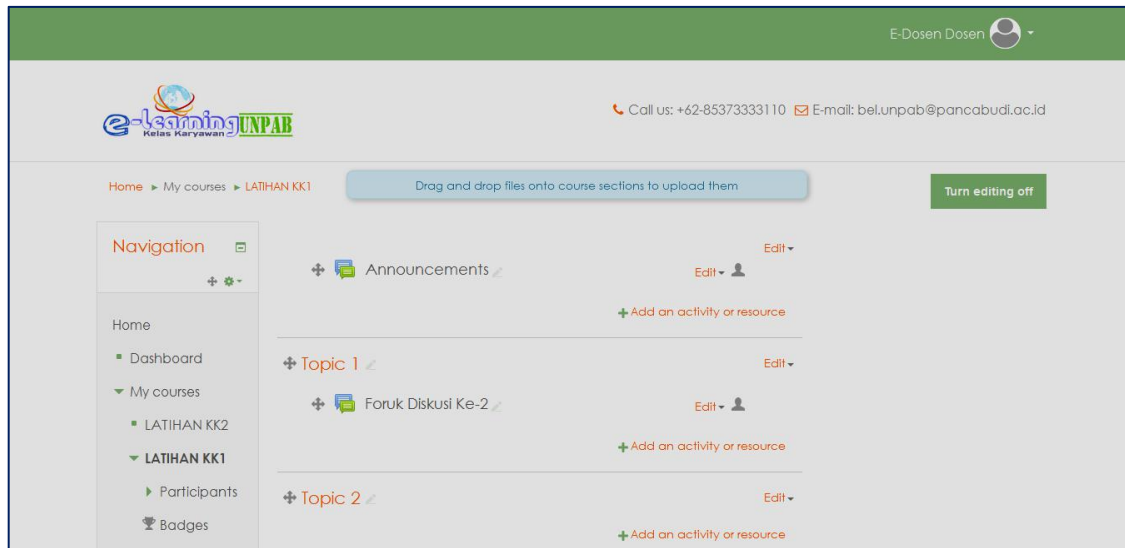 E-Dosen Dosen
e-learning UNPAB
Kelas Karyawan
Call us: +62-85373333110 E-mail: bel.unpab@pancabudi.ac.id
Home ▸ My courses ▸ LATIHAN KK1
Drag and drop files onto course sections to upload them
Turn editing off
Navigation
Home
Dashboard
My courses
LATIHAN KK2
LATIHAN KK1
Participants
Badges
Edit
Announcements
Edit
Add an activity or resource
Topic 1
Edit
Foruk Diskusi Ke-2
Edit
Add an activity or resource
Topic 2
Edit
Add an activity or resource